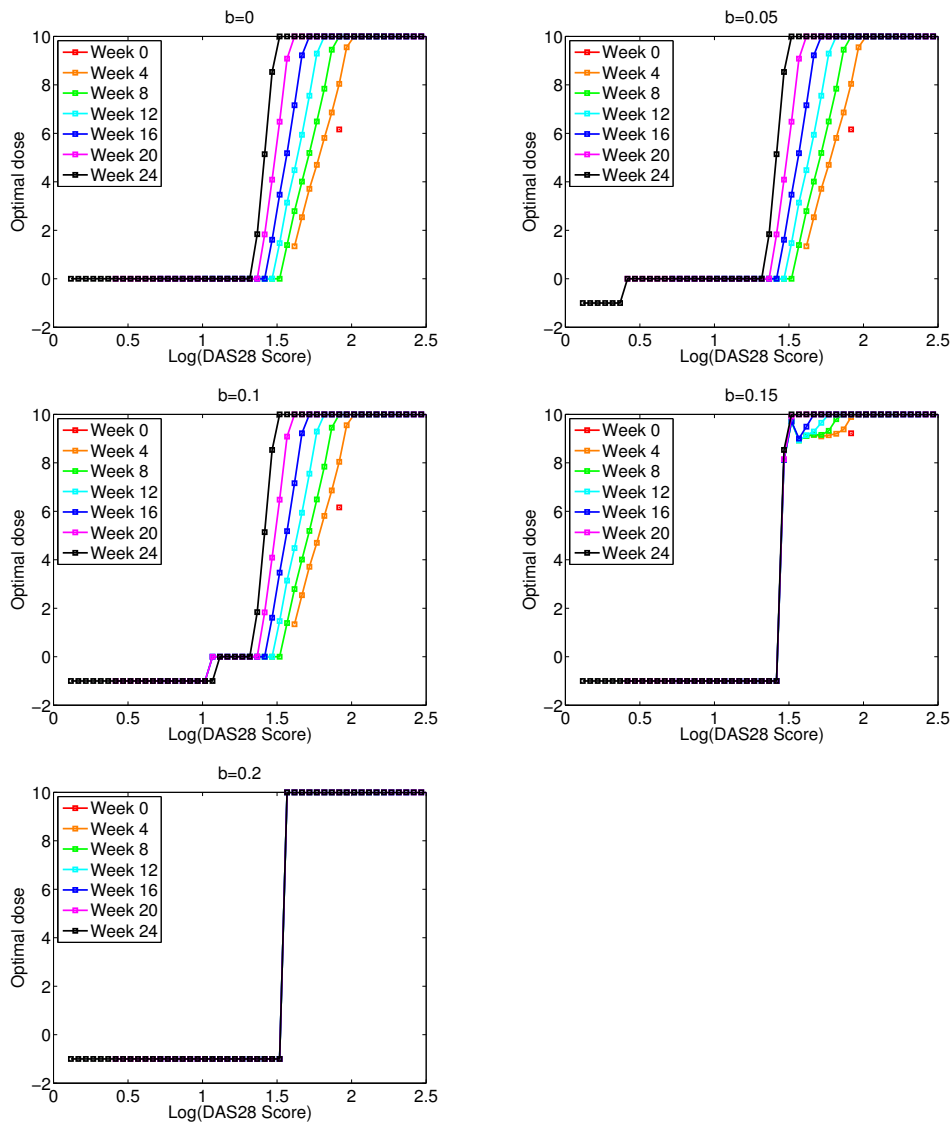 b=0
10
8
6
4
2
0
−2
Optimal dose
Week 0
Week 4
Week 8
Week 12
Week 16
Week 20
Week 24
0 0.5 1 1.5 2 2.5
Log(DAS28 Score)
b=0.05
10
8
6
4
2
0
−2
Optimal dose
Week 0
Week 4
Week 8
Week 12
Week 16
Week 20
Week 24
0 0.5 1 1.5 2 2.5
Log(DAS28 Score)
b=0.1
10
8
6
4
2
0
−2
Optimal dose
Week 0
Week 4
Week 8
Week 12
Week 16
Week 20
Week 24
0 0.5 1 1.5 2 2.5
Log(DAS28 Score)
b=0.15
10
8
6
4
2
0
−2
Optimal dose
Week 0
Week 4
Week 8
Week 12
Week 16
Week 20
Week 24
0 0.5 1 1.5 2 2.5
Log(DAS28 Score)
b=0.2
10
8
6
4
2
0
−2
Optimal dose
Week 0
Week 4
Week 8
Week 12
Week 16
Week 20
Week 24
0 0.5 1 1.5 2 2.5
Log(DAS28 Score)